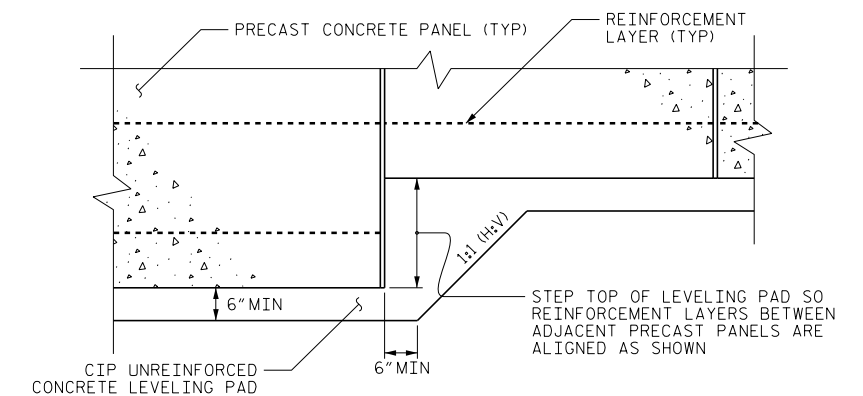 PRECAST CONCRETE PANEL (TYP)
REINFORCEMENT
LAYER (TYP)
1:1 (H:V)
6" MIN
6" MIN
STEP TOP OF LEVELING PAD SO
REINFORCEMENT LAYERS BETWEEN
ADJACENT PRECAST PANELS ARE
ALIGNED AS SHOWN
CIP UNREINFORCED
CONCRETE LEVELING PAD